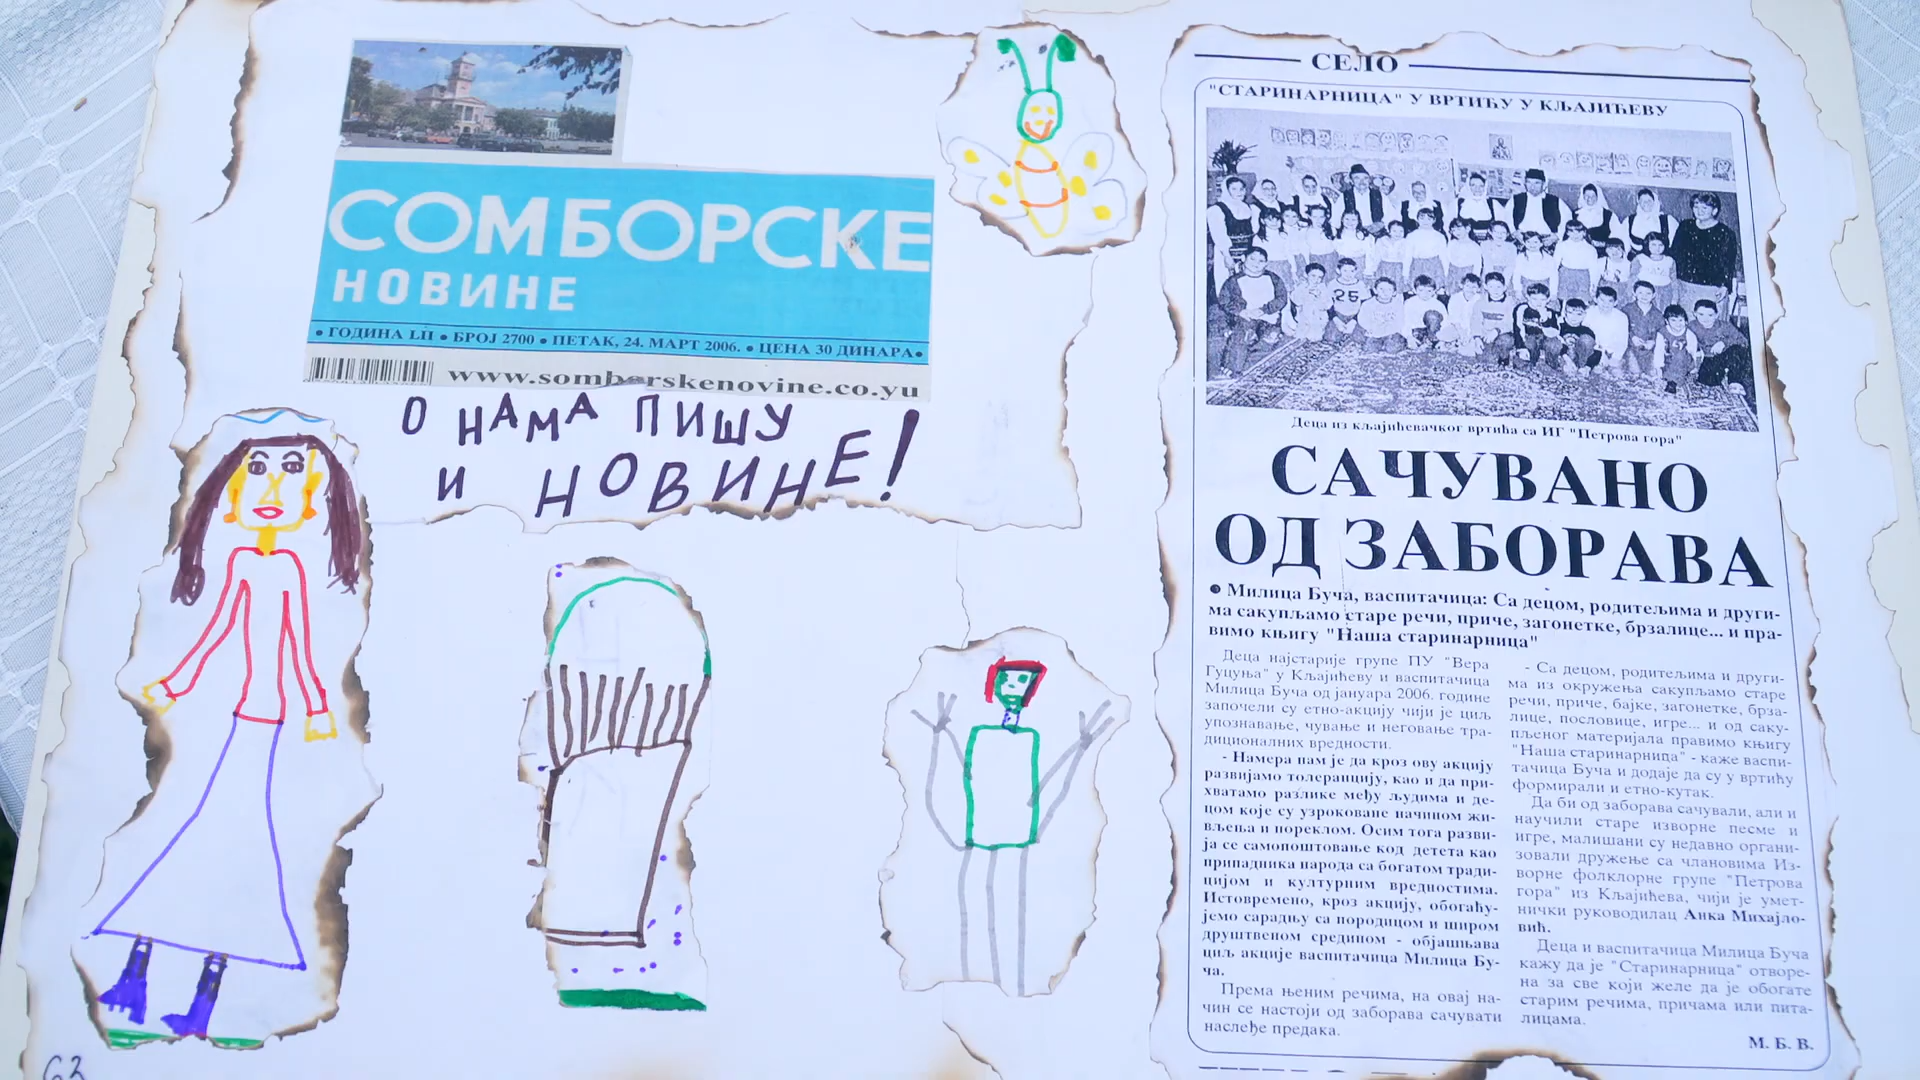 СОМБОРСКЕ
НОВИНЕ
• ГОДИНА LII • БРОЈ 2700 • ПЕТАК, 24. МАРТ 2006. • ЦЕНА 30 ДИНАРА•
www.somborskenovine.co.yu
О НАМА ПИШУ
И НОВИНЕ!
63
СЕЛО
"СТАРИНАРНИЦА" У ВРТИЋУ У КЉАЈИЋЕВУ
25
Деца из кљајићевачког вртића са ИГ "Петрова гора"
САЧУВАНО
ОД ЗАБОРАВА
• Милица Буча, васпитачица: Са децом, родитељима и други-
ма сакупљамо старе речи, приче, загонетке, брзалице... и пра-
вимо књигу "Наша старинарница"
Деца најстарије групе ПУ "Вера
Гуцуња" у Кљајићеву и васпитачица
Милица Буча од јануара 2006. године
започели су етно-акцију чији је циљ
упознавање, чување и неговање тра-
диционалних вредности.
- Намера нам је да кроз ову акцију
развијамо толеранцију, као и да при-
хватамо разлике међу људима и де-
цом које су узроковане начином жи-
вљења и пореклом. Осим тога разви-
ја се самопоштовање код детета као
припадника народа са богатом тради-
цијом и културним вредностима.
Истовремено, кроз акцију, обогаћу-
јемо сарадњу са породицом и широм
друштвеном средином - објашњава
циљ акције васпитачица Милица Бу-
ча.
Према њеним речима, на овај на-
чин се настоји од заборава сачувати
наслеђе предака.
- Са децом, родитељима и други-
ма из окружења сакупљамо старе
речи, приче, бајке, загонетке, брза-
лице, пословице, игре... и од саку-
пљеног материјала правимо књигу
"Наша старинарница" - каже васпи-
тачица Буча и додаје да су у вртићу
формирали и етно-кутак.
Да би од заборава сачували, али и
научили старе изворне песме и
игре, малишани су недавно органи-
зовали дружење са члановима Из-
ворне фолклорне групе "Петрова
гора" из Кљајићева, чији је умет-
нички руководилац Анка Михајло-
вић.
Деца и васпитачица Милица Буча
кажу да је "Старинарница" отворе-
на за све који желе да је обогате
старим речима, причама или пита-
лицама.
М. Б. В.